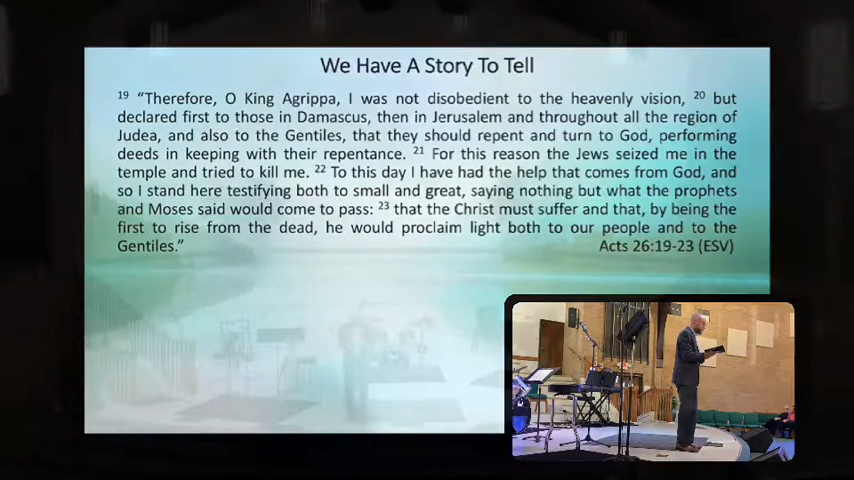 We Have A Story To Tell
19 “Therefore, O King Agrippa, I was not disobedient to the heavenly vision, 20 but
declared first to those in Damascus, then in Jerusalem and throughout all the region of
Judea, and also to the Gentiles, that they should repent and turn to God, performing
deeds in keeping with their repentance. 21 For this reason the Jews seized me in the
temple and tried to kill me. 22 To this day I have had the help that comes from God, and
so I stand here testifying both to small and great, saying nothing but what the prophets
and Moses said would come to pass: 23 that the Christ must suffer and that, by being the
first to rise from the dead, he would proclaim light both to our people and to the
Gentiles.” Acts 26:19-23 (ESV)